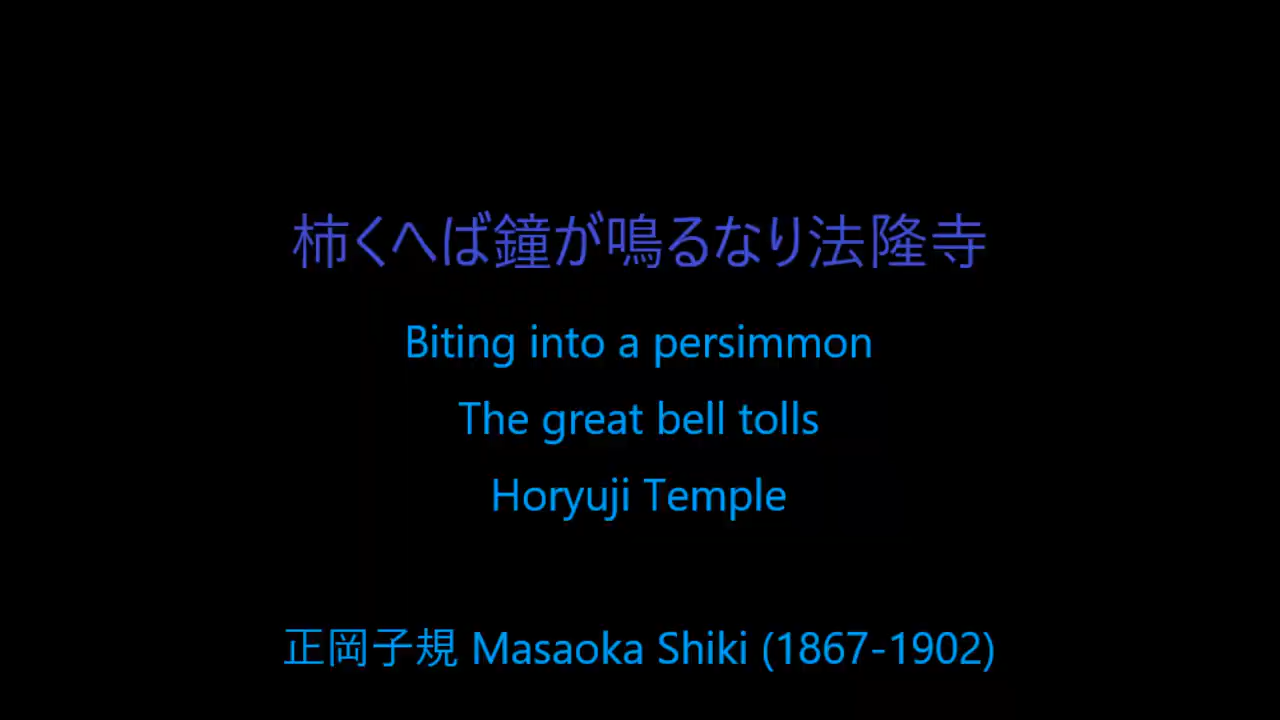 柿くへば鐘が鳴るなり法隆寺
Biting into a persimmon
The great bell tolls
Horyuji Temple
正岡子規 Masaoka Shiki (1867-1902)